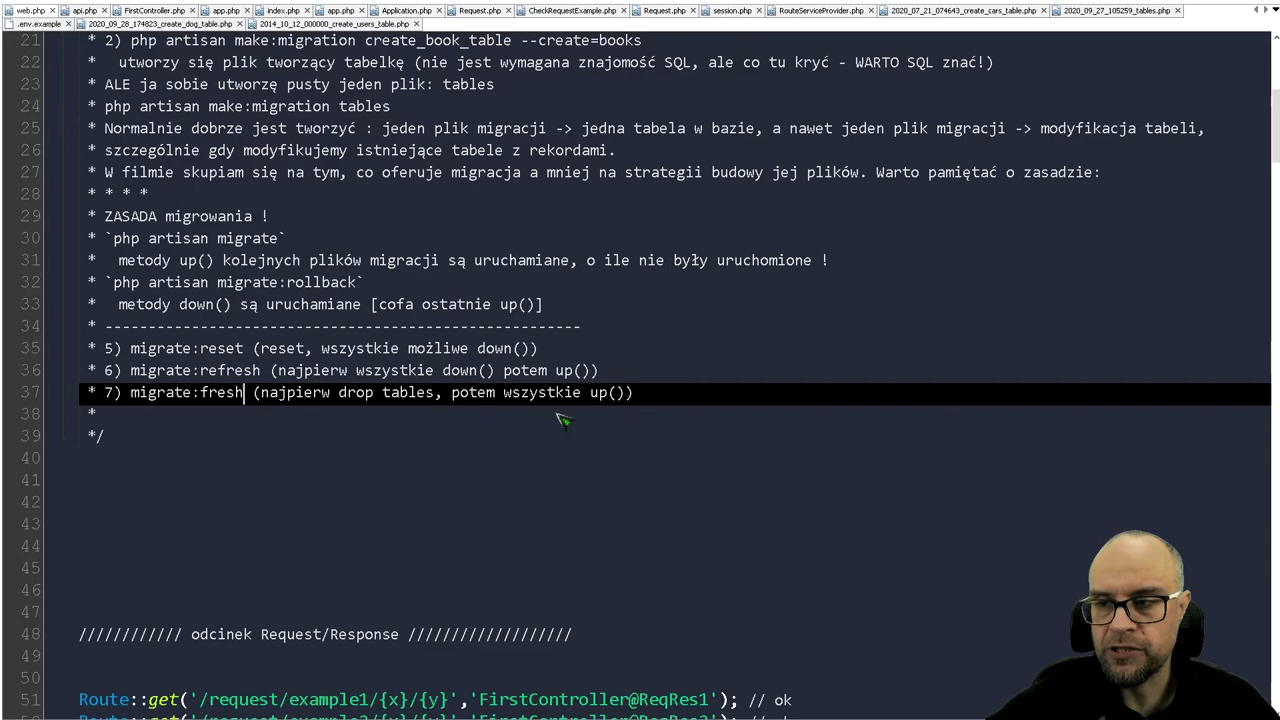 web.php api.php FirstController.php app.php index.php app.php Application.php Request.php CheckRequestExample.php Request.php session.php RouteServiceProvider.php 2020_07_21_074643_create_cars_table.php 2020_09_27_105259_tables.php
.env.example 2020_09_28_174823_create_dog_table.php 2014_10_12_000000_create_users_table.php
21 * 2) php artisan make:migration create_book_table --create=books
22 utworzy się plik tworzący tabelkę (nie jest wymagana znajomość SQL, ale co tu kryć - WARTO SQL znać!)
23 * ALE ja sobie utworzę pusty jeden plik: tables
24 * php artisan make:migration tables
25 * Normalnie dobrze jest tworzyć : jeden plik migracji -> jedna tabela w bazie, a nawet jeden plik migracji -> modyfikacja tabeli,
26 * szczególnie gdy modyfikujemy istniejące tabele z rekordami.
27 * W filmie skupiam się na tym, co oferuje migracja a mniej na strategii budowy jej plików. Warto pamiętać o zasadzie:
28 * * * *
29 * ZASADA migrowania !
30 * `php artisan migrate`
31 * metody up() kolejnych plików migracji są uruchamiane, o ile nie były uruchomione !
32 * `php artisan migrate:rollback`
33 * metody down() są uruchamiane [cofa ostatnie up()]
34 * -------------------------------------------------------
35 * 5) migrate:reset (reset, wszystkie możliwe down())
36 * 6) migrate:refresh (najpierw wszystkie down() potem up())
37 * 7) migrate:fresh (najpierw drop tables, potem wszystkie up())
38 *
39 */
40
41
42
43
44
45
46
47
48 //////////// odcinek Request/Response ///////////////////
49
50
51 Route::get('/request/example1/{x}/{y}','FirstController@ReqRes1'); // ok